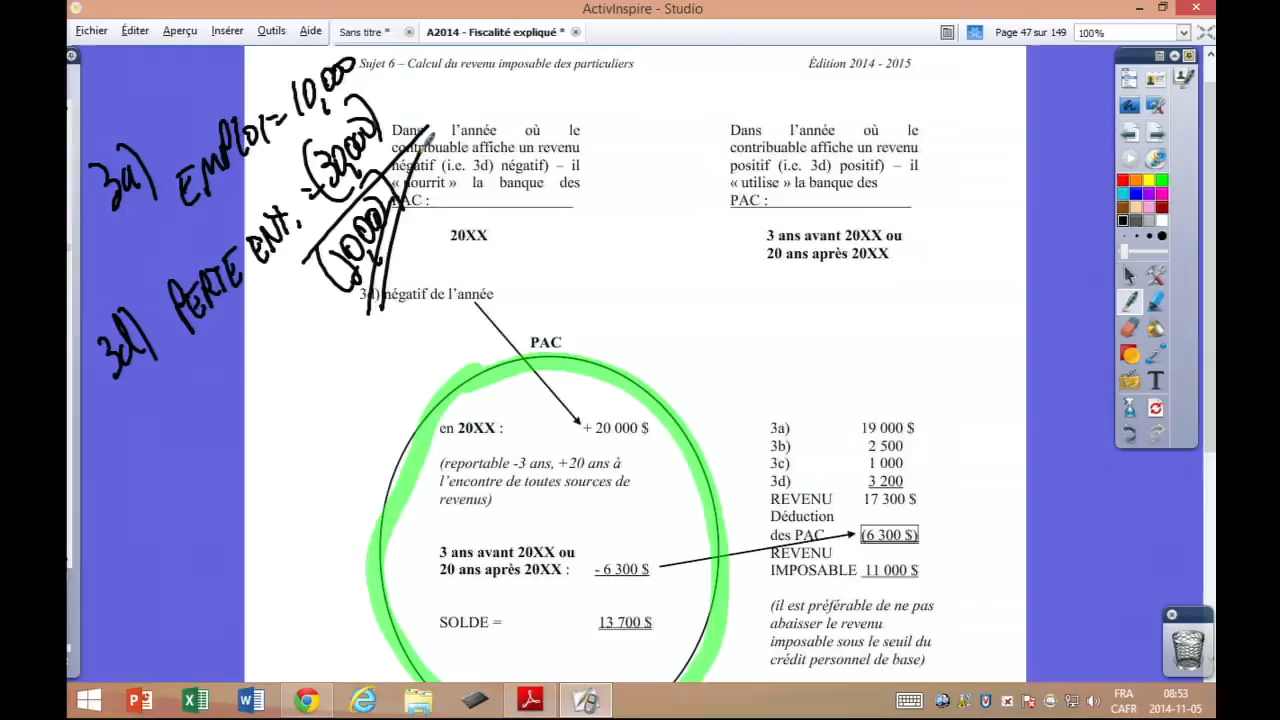 ActivInspire - Studio
Fichier Éditer Aperçu Insérer Outils Aide Sans titre * A2014 - Fiscalité expliqué * Page 47 sur 149 100%
Sujet 6 – Calcul du revenu imposable des particuliers Édition 2014 - 2015
3a) EMPLOI = 10,000
3d) PERTE ENT. - (30,000)
Dans l'année où le
contribuable affiche un revenu
négatif (i.e. 3d) négatif) – il
« nourrit » la banque des
PAC :
20XX
3d) négatif de l'année
Dans l'année où le
contribuable affiche un revenu
positif (i.e. 3d) positif) – il
« utilise » la banque des
PAC :
3 ans avant 20XX ou
20 ans après 20XX
PAC
en 20XX : + 20 000 $
(reportable -3 ans, +20 ans à
l'encontre de toutes sources de
revenus)
3 ans avant 20XX ou
20 ans après 20XX : - 6 300 $
SOLDE = 13 700 $
3a) 19 000 $
3b) 2 500
3c) 1 000
3d) 3 200
REVENU 17 300 $
Déduction
des PAC (6 300 $)
REVENU
IMPOSABLE 11 000 $
(il est préférable de ne pas
abaisser le revenu
imposable sous le seuil du
crédit personnel de base)
FRA 08:53
CAFR 2014-11-05